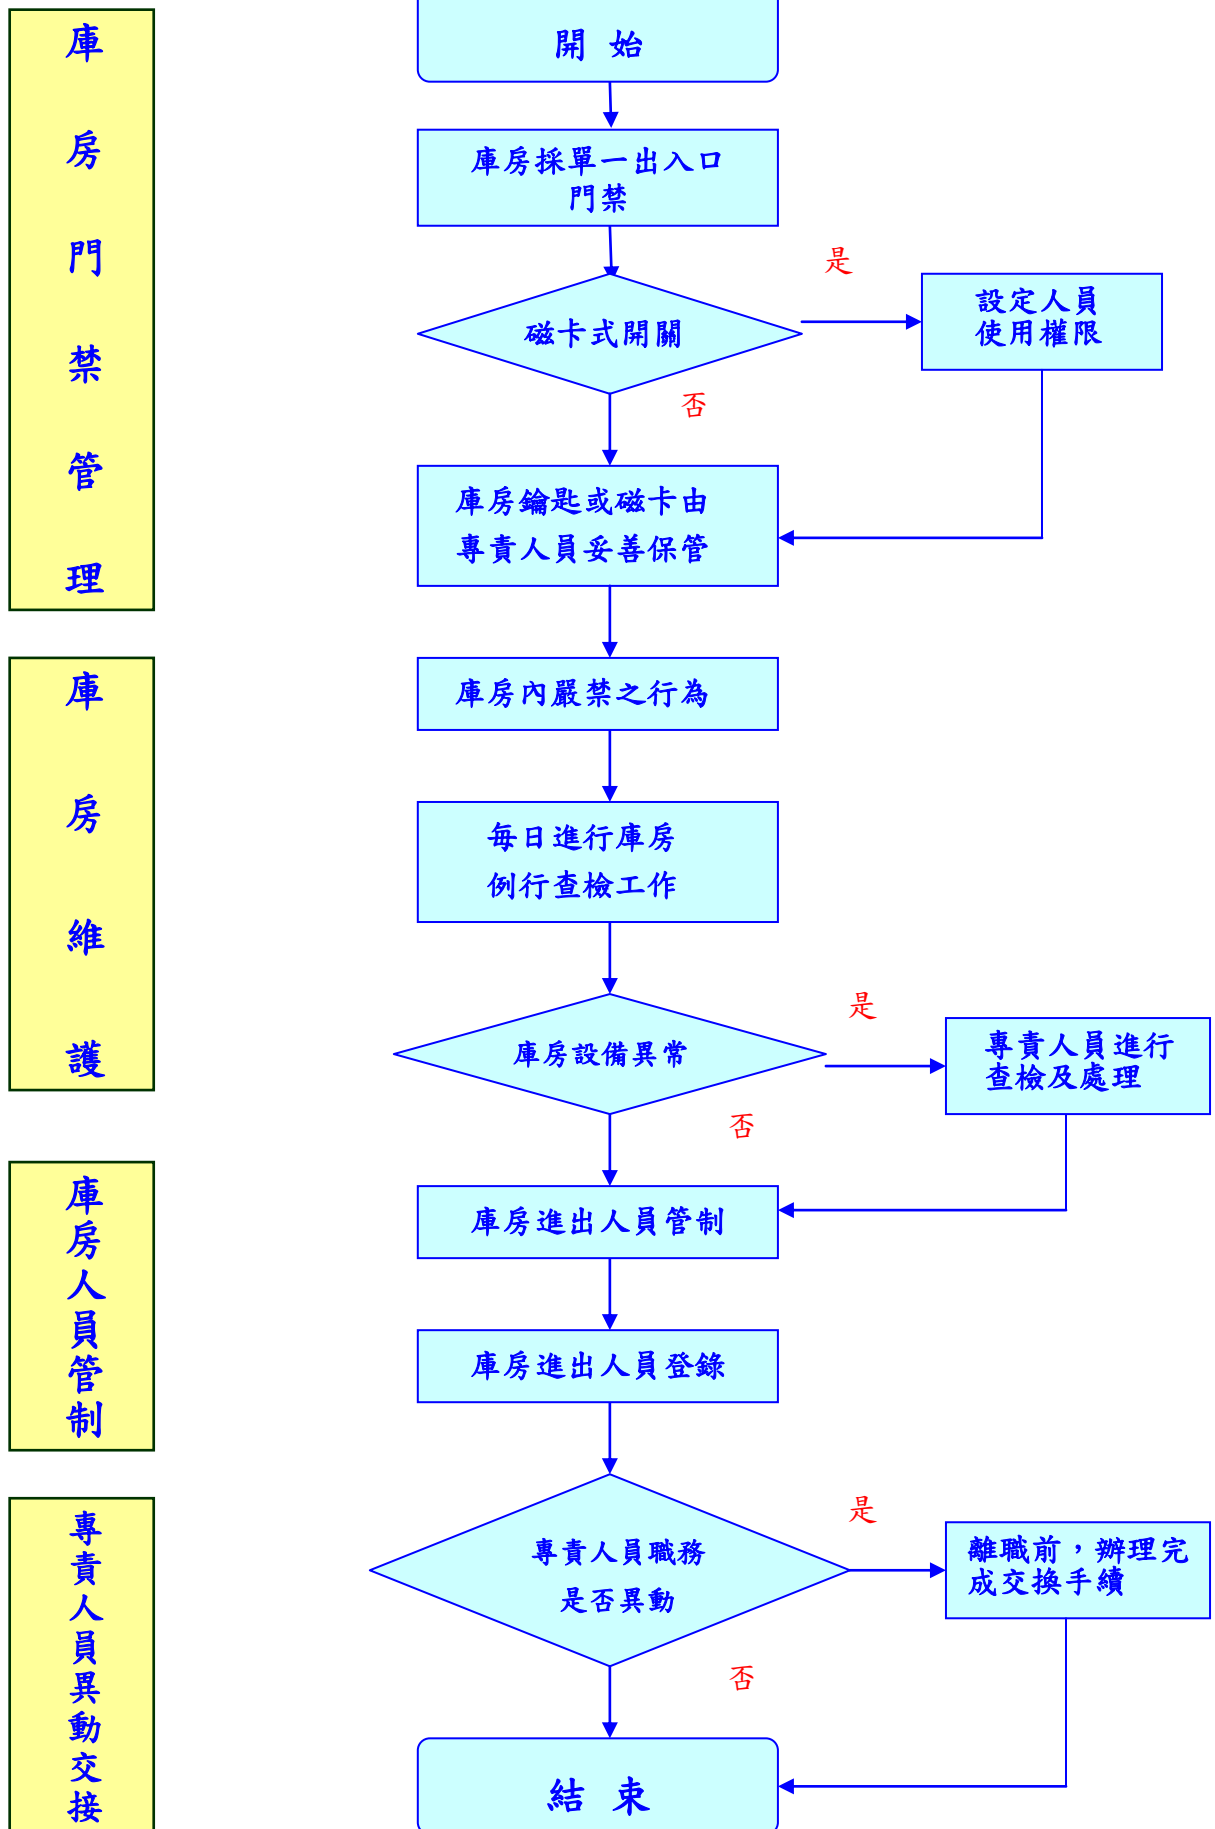 庫房門禁管理
開 始
庫房採單一出入口
門禁
磁卡式開關
是
設定人員
使用權限
否
庫房鑰匙或磁卡由
專責人員妥善保管
庫房維護
庫房內嚴禁之行為
每日進行庫房
例行查檢工作
庫房設備異常
是
專責人員進行
查檢及處理
否
庫房人員管制
庫房進出人員管制
庫房進出人員登錄
專責人員異動交接
專責人員職務
是否異動
是
離職前，辦理完
成交換手續
否
結 束